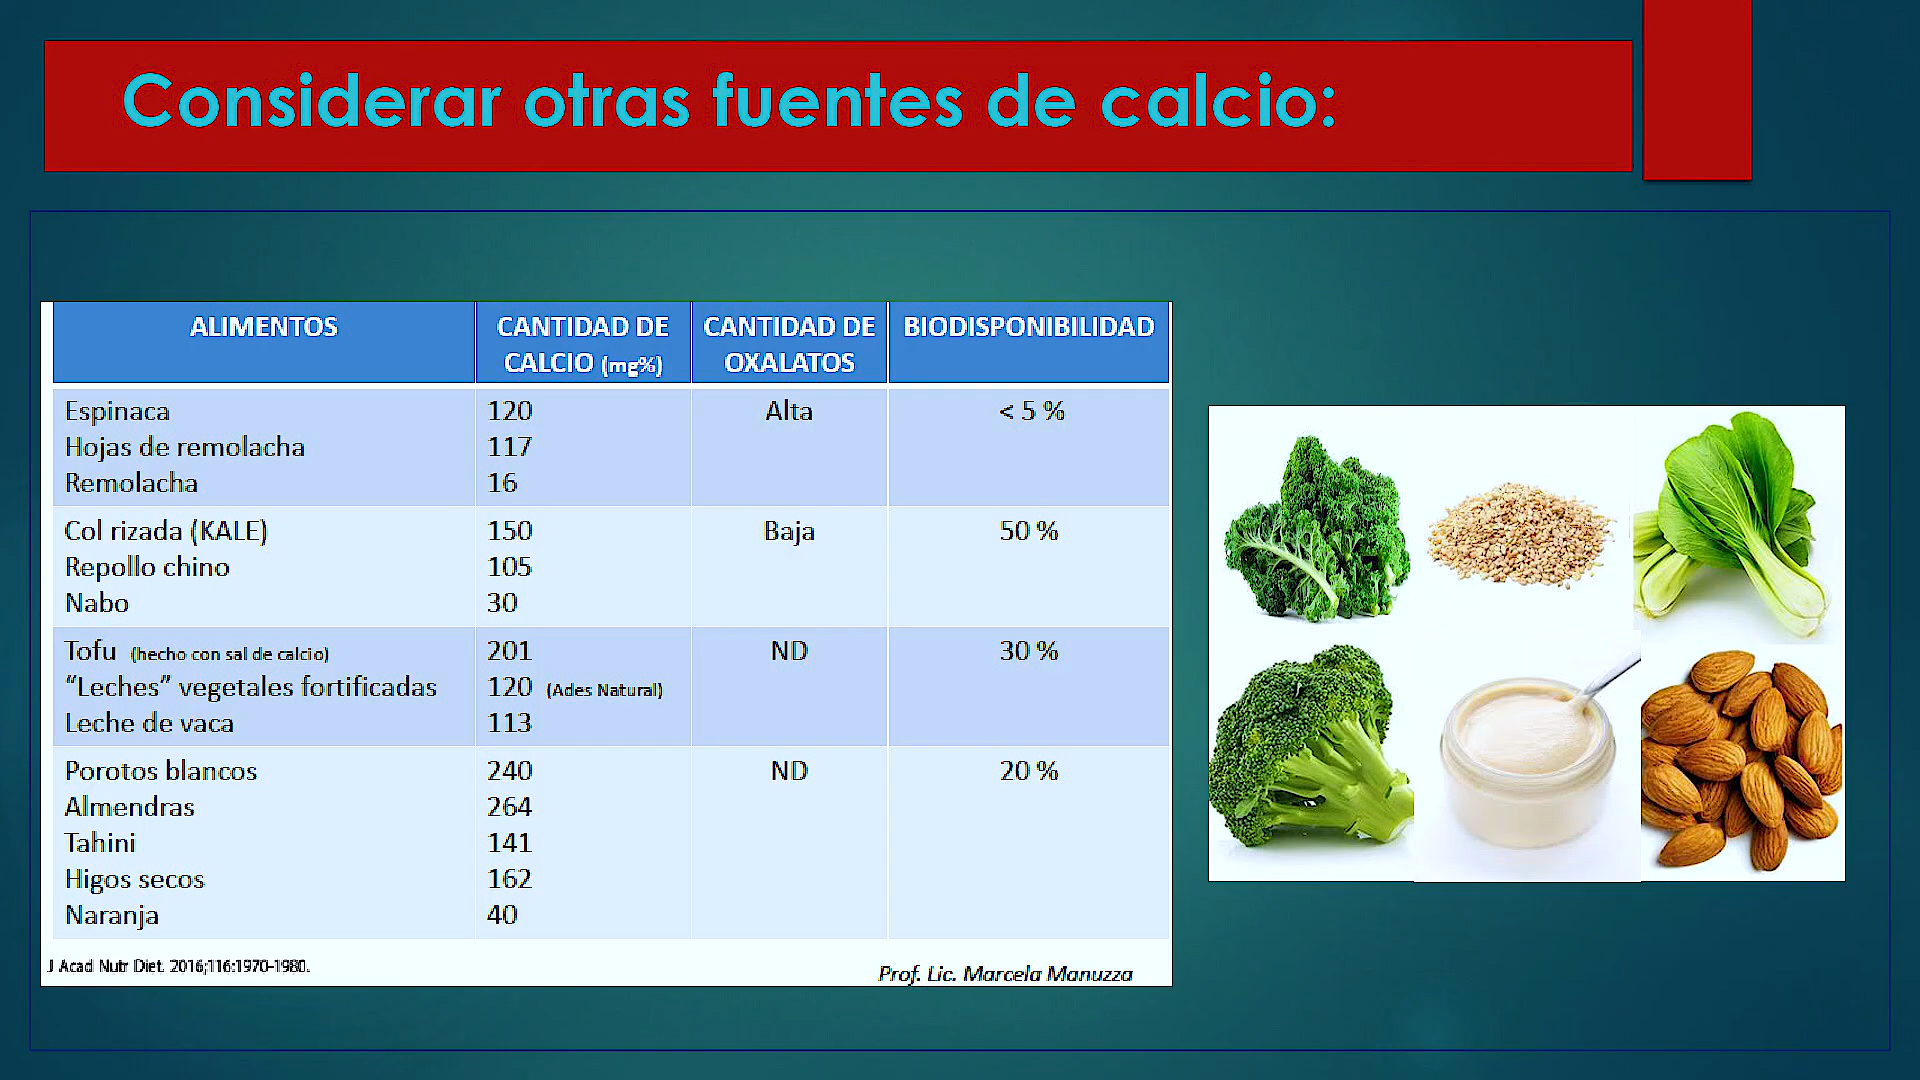 Considerar otras fuentes de calcio:
ALIMENTOS CANTIDAD DE CALCIO (mg%) CANTIDAD DE OXALATOS BIODISPONIBILIDAD
Espinaca 120 Alta < 5 %
Hojas de remolacha 117
Remolacha 16
Col rizada (KALE) 150 Baja 50 %
Repollo chino 105
Nabo 30
Tofu (hecho con sal de calcio) 201 ND 30 %
“Leches” vegetales fortificadas 120 (Ades Natural)
Leche de vaca 113
Porotos blancos 240 ND 20 %
Almendras 264
Tahini 141
Higos secos 162
Naranja 40
J Acad Nutr Diet. 2016;116:1970-1980.
Prof. Lic. Marcela Manuzza